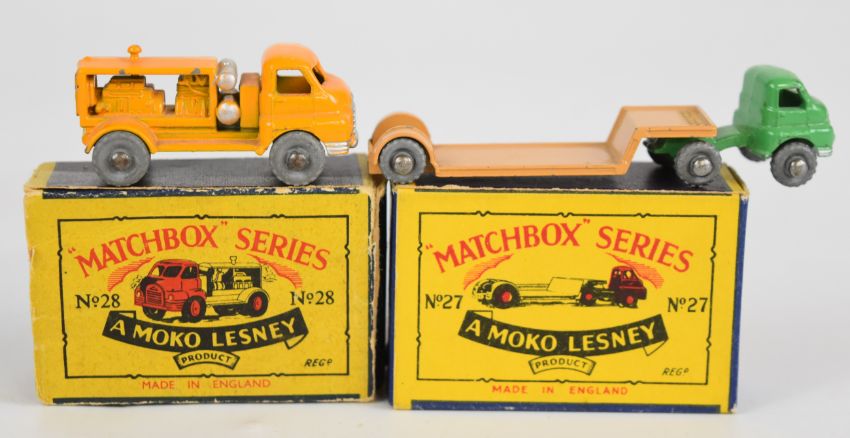 "MATCHBOX" SERIES
No28 No28
A MOKO LESNEY
PRODUCT
REGD
MADE IN ENGLAND
"MATCHBOX" SERIES
No27 No27
A MOKO LESNEY
PRODUCT
REGD
MADE IN ENGLAND